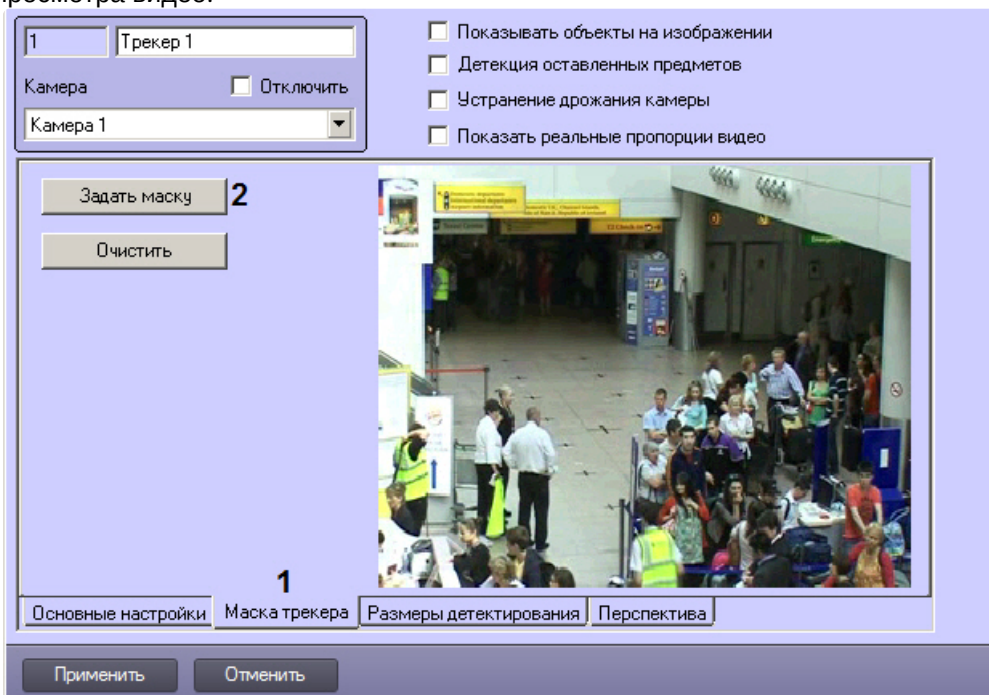 просмотра видео.
1 Трекер 1
Камера Отключить
Камера 1
Показывать объекты на изображении
Детекция оставленных предметов
Устранение дрожания камеры
Показать реальные пропорции видео
Задать маску 2
Очистить
1
Основные настройки Маска трекера Размеры детектирования Перспектива
Применить Отменить